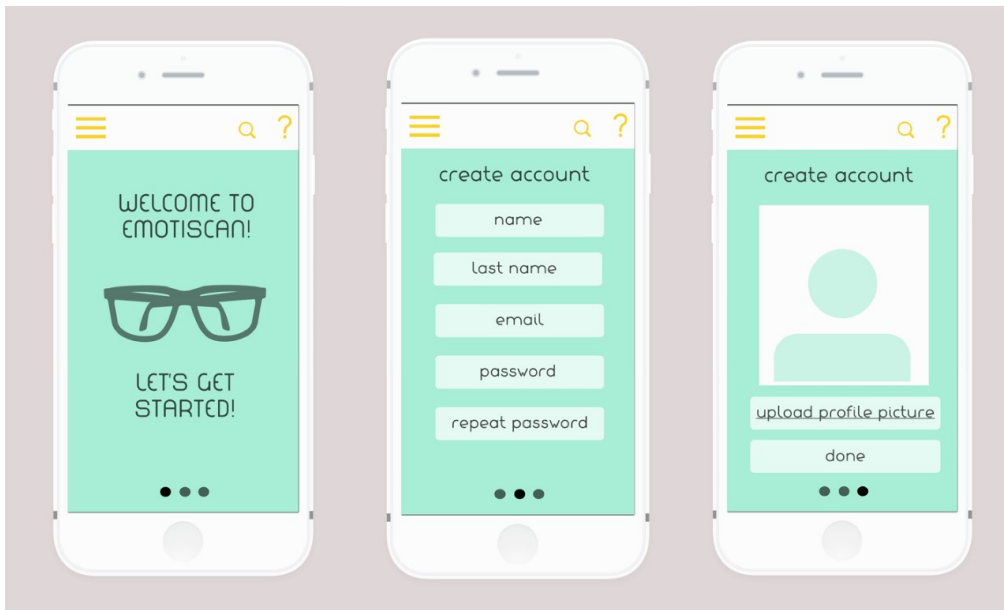 ?
WELCOME TO
EMOTISCAN!
LET'S GET
STARTED!
?
create account
name
last name
email
password
repeat password
?
create account
upload profile picture
done